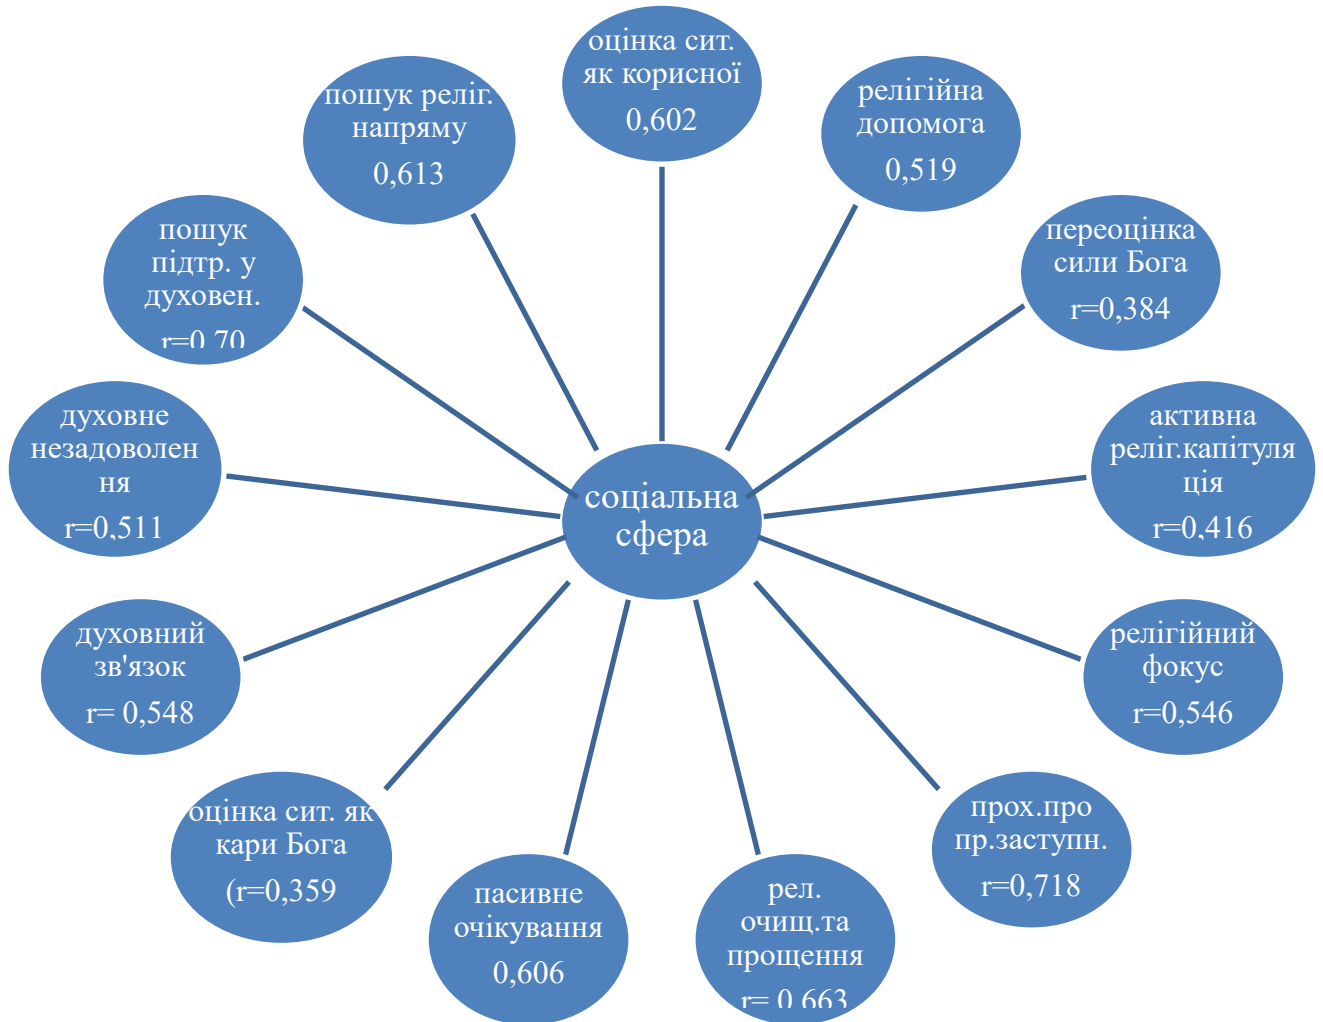 оцінка сит.
як корисної
0,602
релігійна
допомога
0,519
переоцінка
сили Бога
r=0,384
активна
реліг.капітуля
ція
r=0,416
релігійний
фокус
r=0,546
прох.про
пр.заступн.
r=0,718
рел.
очищ.та
прощення
r= 0,663
пасивне
очікування
0,606
оцінка сит. як
кари Бога
(r=0,359
духовний
зв'язок
r= 0,548
духовне
незадоволен
ня
r=0,511
пошук
підтр. у
духовен.
r=0,70
пошук реліг.
напряму
0,613
соціальна
сфера